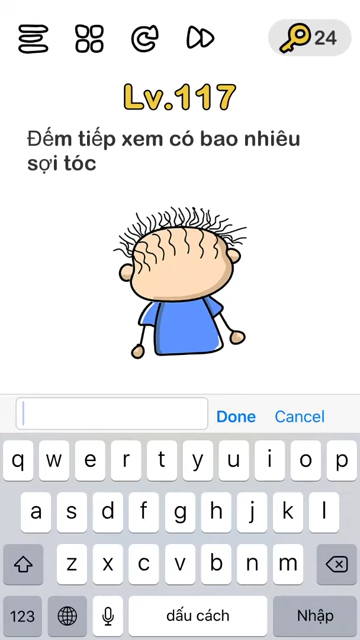 24
Lv.117
Đếm tiếp xem có bao nhiêu
sợi tóc
Done Cancel
q w e r t y u i o p
a s d f g h j k l
z x c v b n m
123 dấu cách Nhập